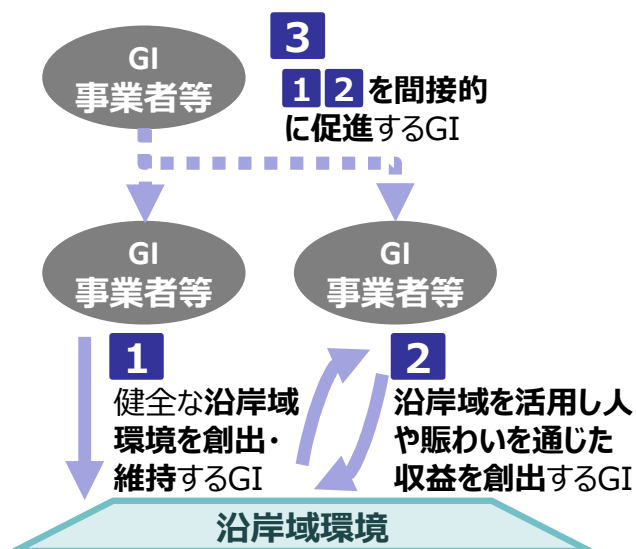 GI
事業者等
3
1 2 を間接的
に促進するGI
GI
事業者等
GI
事業者等
1
健全な沿岸域
環境を創出・
維持するGI
2
沿岸域を活用し人
や賑わいを通じた
収益を創出するGI
沿岸域環境